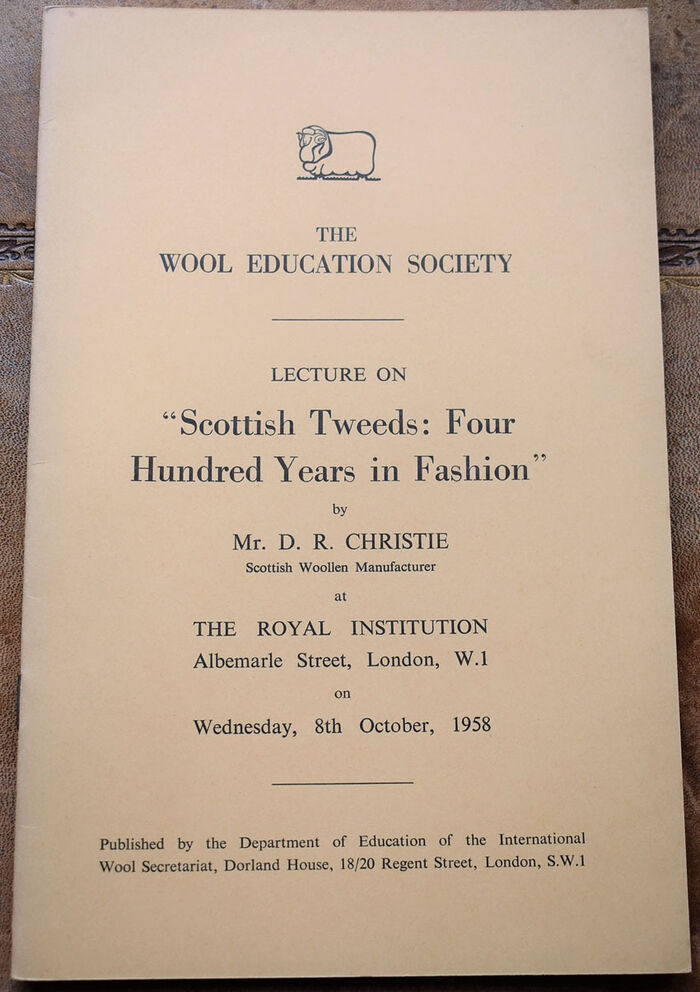 THE
WOOL EDUCATION SOCIETY
LECTURE ON
“Scottish Tweeds: Four
Hundred Years in Fashion”
by
Mr. D. R. CHRISTIE
Scottish Woollen Manufacturer
at
THE ROYAL INSTITUTION
Albemarle Street, London, W.1
on
Wednesday, 8th October, 1958
Published by the Department of Education of the International
Wool Secretariat, Dorland House, 18/20 Regent Street, London, S.W.1